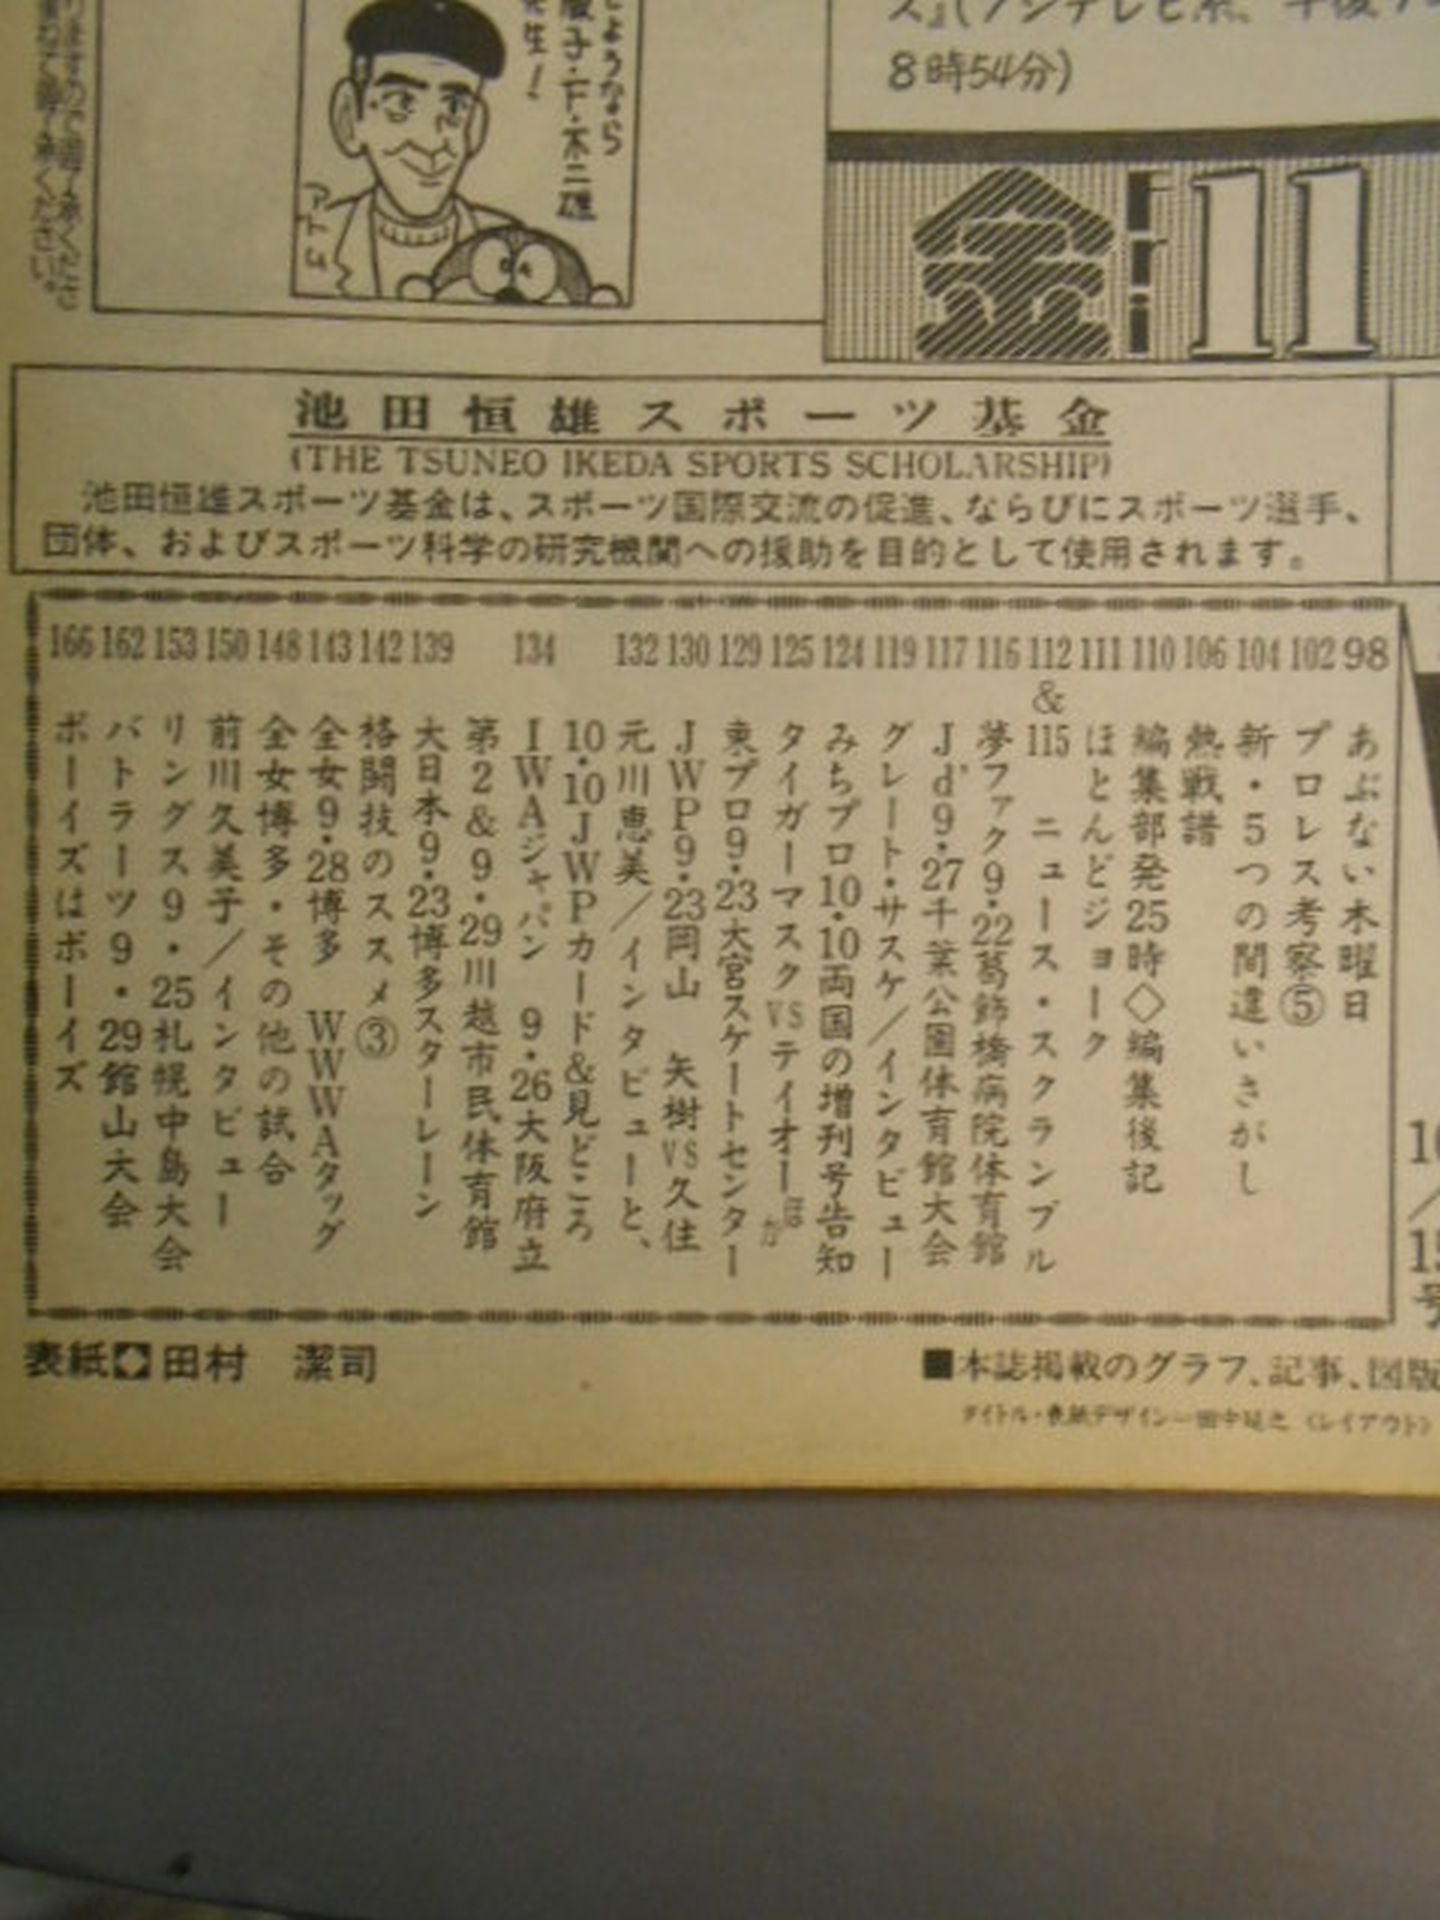 8時54分)
さようなら
藤子・F・不二雄
先生!
金
Fri
11
池田恒雄スポーツ基金
(THE TSUNEO IKEDA SPORTS SCHOLARSHIP)
池田恒雄スポーツ基金は、スポーツ国際交流の促進、ならびにスポーツ選手、
団体、およびスポーツ科学の研究機関への援助を目的として使用されます。
98 あぶない木曜日
102 プロレス考察⑤
104 新・5つの間違いさがし
106 熱戦譜
110 編集部発25時◇編集後記
111 ほとんどジョーク
112&115 ニュース・スクランブル
116 夢ファク9・22葛飾橋病院体育館
117 Jd'9・27千葉公園体育館大会
119 グレート・サスケ/インタビュー
124 みちプロ10・10両国の増刊号告知
125 タイガーマスクVSテイオーほか
129 東プロ9・23大宮スケートセンター
130 JWP9・23岡山 矢樹VS久住
132 元川恵美/インタビューと、
10・10JWPカード&見どころ
134 IWAジャパン 9・26大阪府立
第2&9・29川越市民体育館
139 大日本9・23博多スターレーン
142 格闘技のススメ③
143 全女9・28博多 WWWAタッグ
148 全女博多・その他の試合
150 前川久美子/インタビュー
153 リングス9・25札幌中島大会
162 バトラーツ9・29館山大会
166 ボーイズはボーイズ
表紙◆田村 潔司
■本誌掲載のグラフ、記事、図版